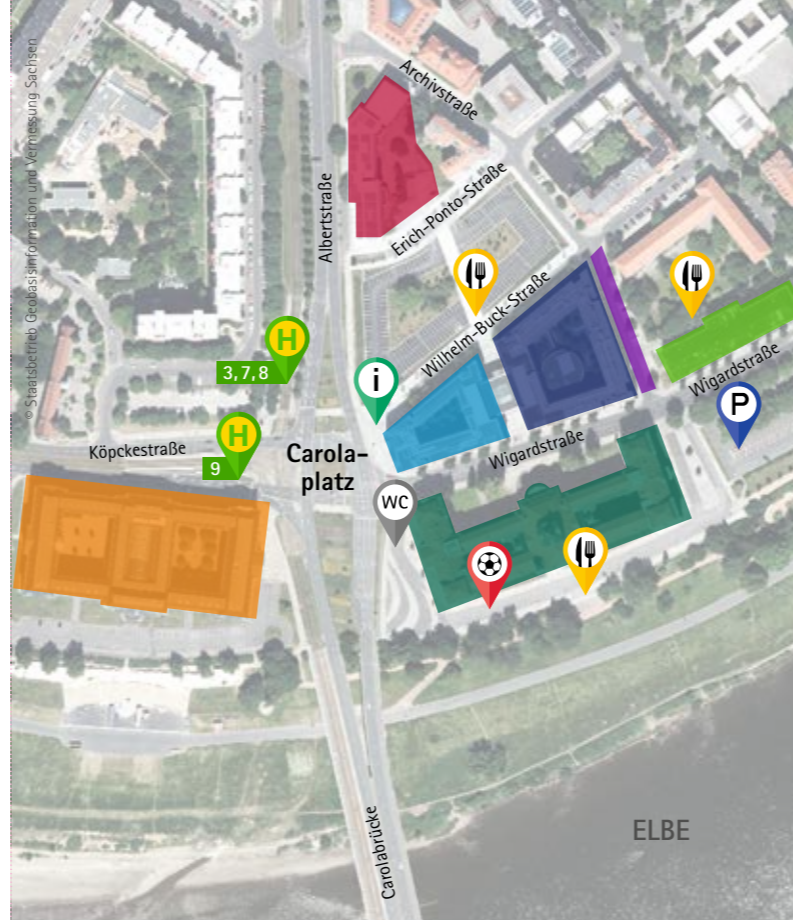 © Staatsbetrieb Geobasisinformation und Vermessung Sachsen
Archivstraße
Albertstraße
Erich-Ponto-Straße
Wilhelm-Buck-Straße
H
3, 7, 8
i
Wigardstraße
P
H
9
Köpckestraße
Carola-
platz
Wigardstraße
WC
Carolabrücke
ELBE